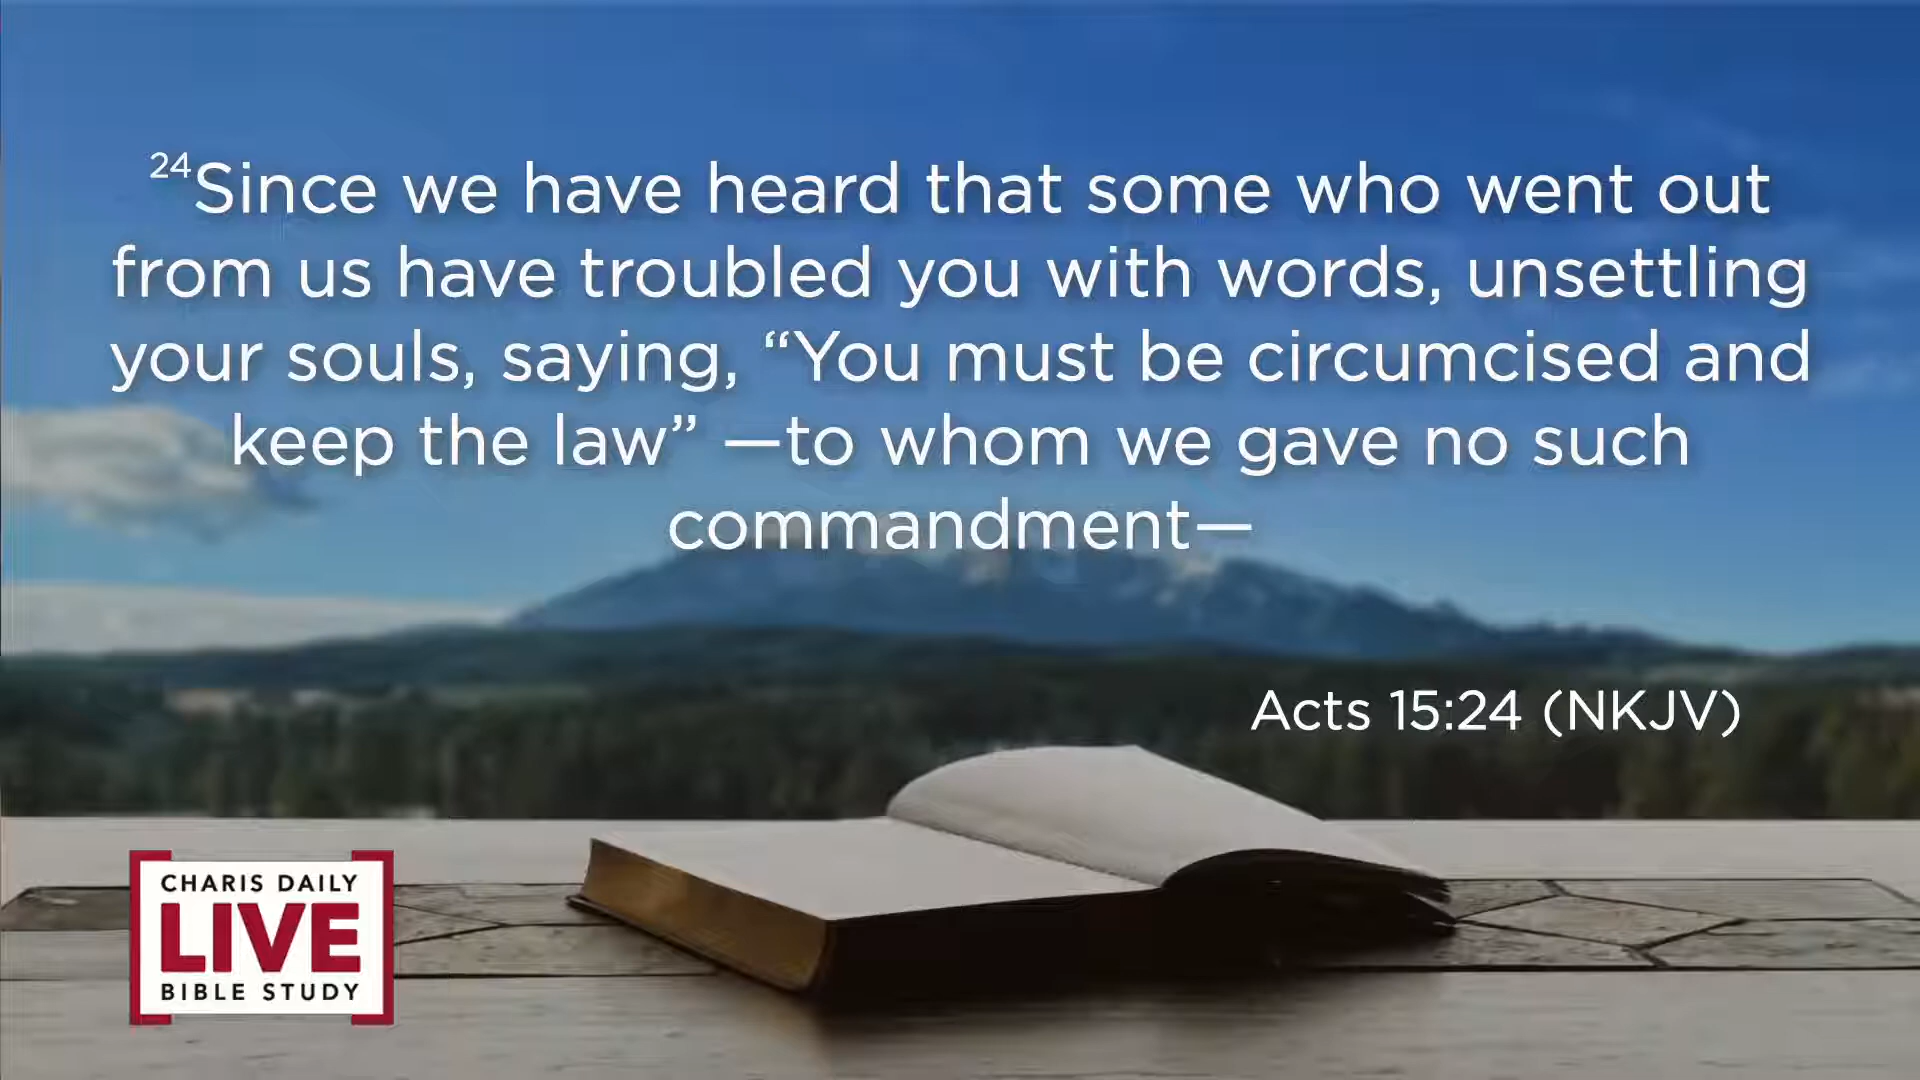 ²⁴Since we have heard that some who went out
from us have troubled you with words, unsettling
your souls, saying, “You must be circumcised and
keep the law” —to whom we gave no such
commandment—
Acts 15:24 (NKJV)
CHARIS DAILY
LIVE
BIBLE STUDY